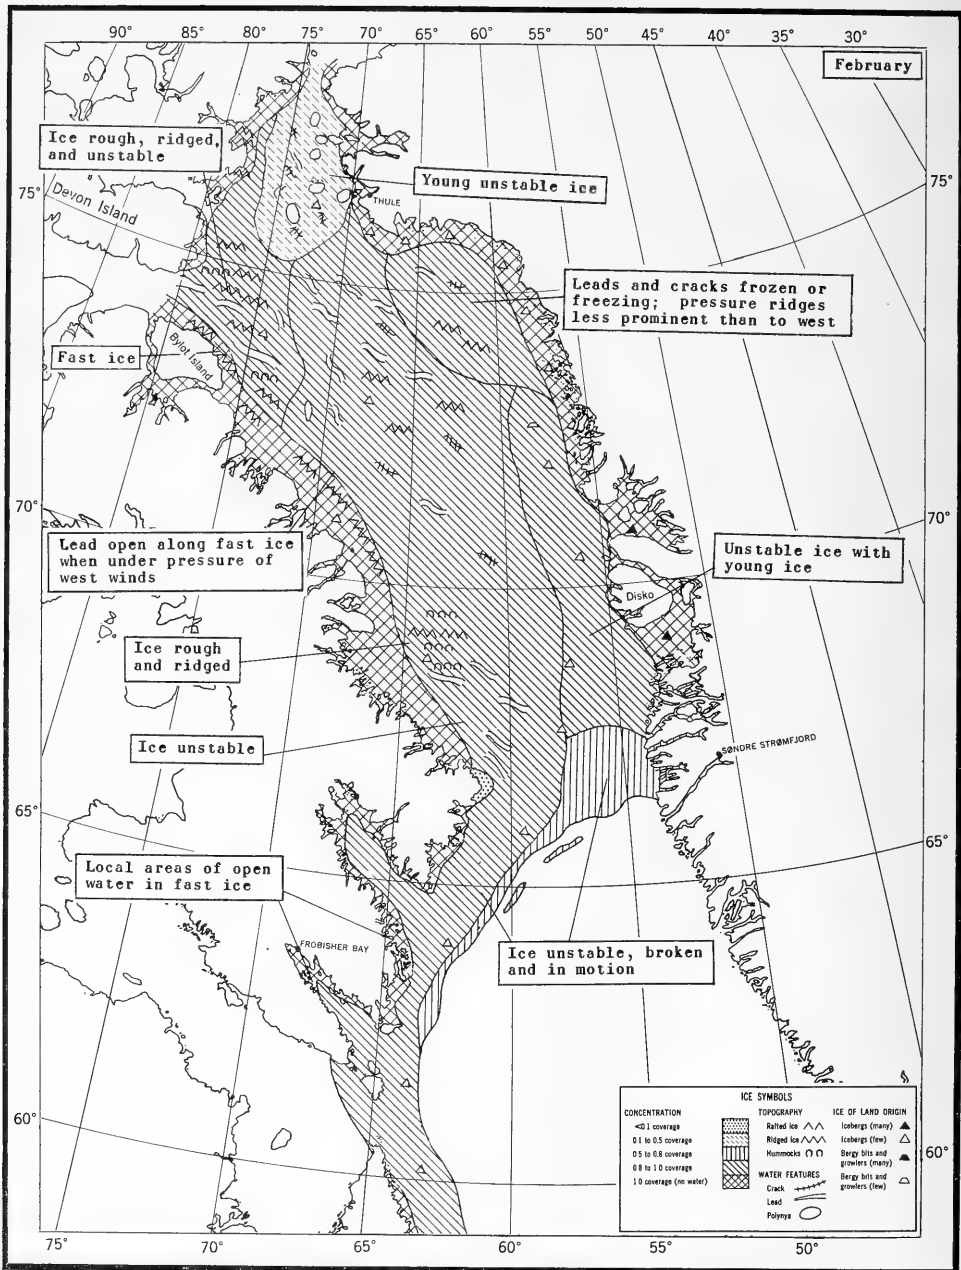 90° 85° 80° 75° 70° 65° 60° 55° 50° 45° 40° 35° 30°
February
Ice rough, ridged,
and unstable
Young unstable ice
75°
75°
Devon Island
THULE
Leads and cracks frozen or
freezing; pressure ridges
less prominent than to west
Fast ice
Bylot Island
70°
70°
Lead open along fast ice
when under pressure of
west winds
Unstable ice with
young ice
Disko
Ice rough
and ridged
Ice unstable
SØNDRE STRØMFJORD
65°
65°
Local areas of open
water in fast ice
FROBISHER BAY
Ice unstable, broken
and in motion
60°
60°
ICE SYMBOLS
CONCENTRATION
<0.1 coverage
0.1 to 0.5 coverage
0.5 to 0.8 coverage
0.8 to 1.0 coverage
1.0 coverage (no water)
TOPOGRAPHY
Rafted ice
Ridged ice
Hummocks
WATER FEATURES
Crack
Lead
Polynya
ICE OF LAND ORIGIN
Icebergs (many)
Icebergs (few)
Bergy bits and
growlers (many)
Bergy bits and
growlers (few)
75° 70° 65° 60° 55° 50°